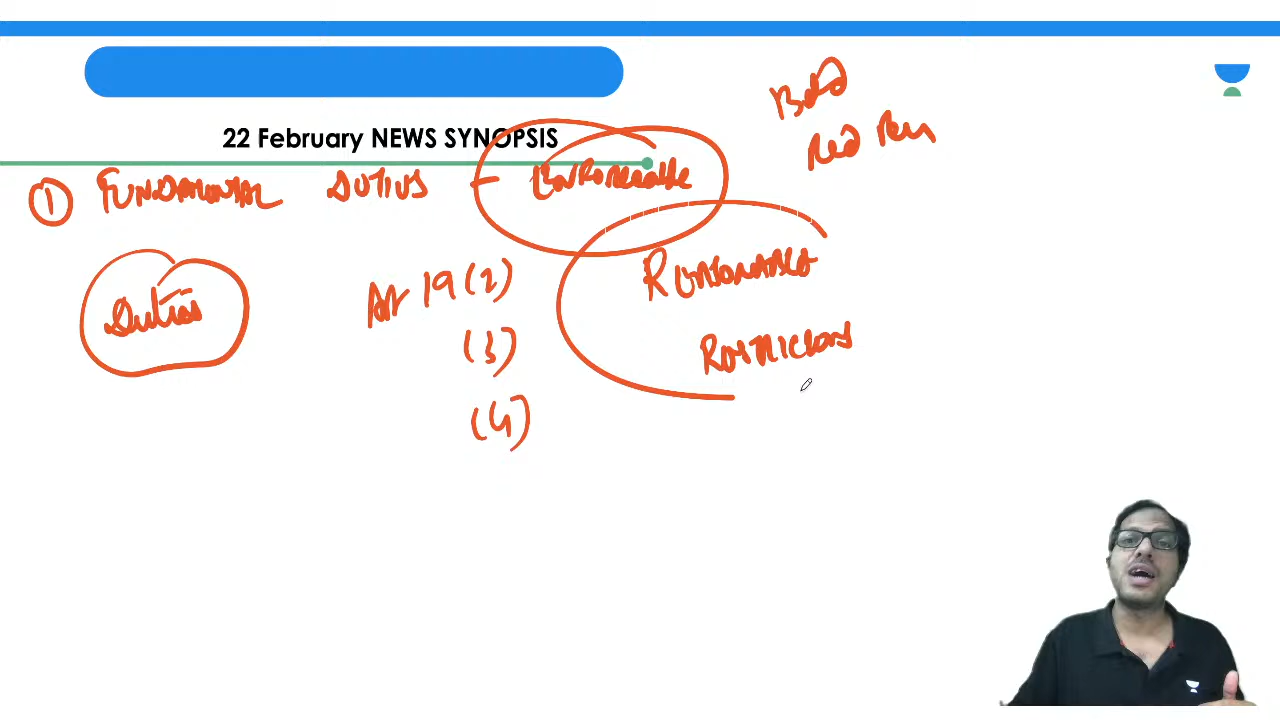 22 February NEWS SYNOPSIS
Bold
Red Pen
① FUNDAMENTAL DUTIES - Enforceable
Duties
Art 19 (2)
(3)
(4)
REASONABLE
RESTRICTIONS